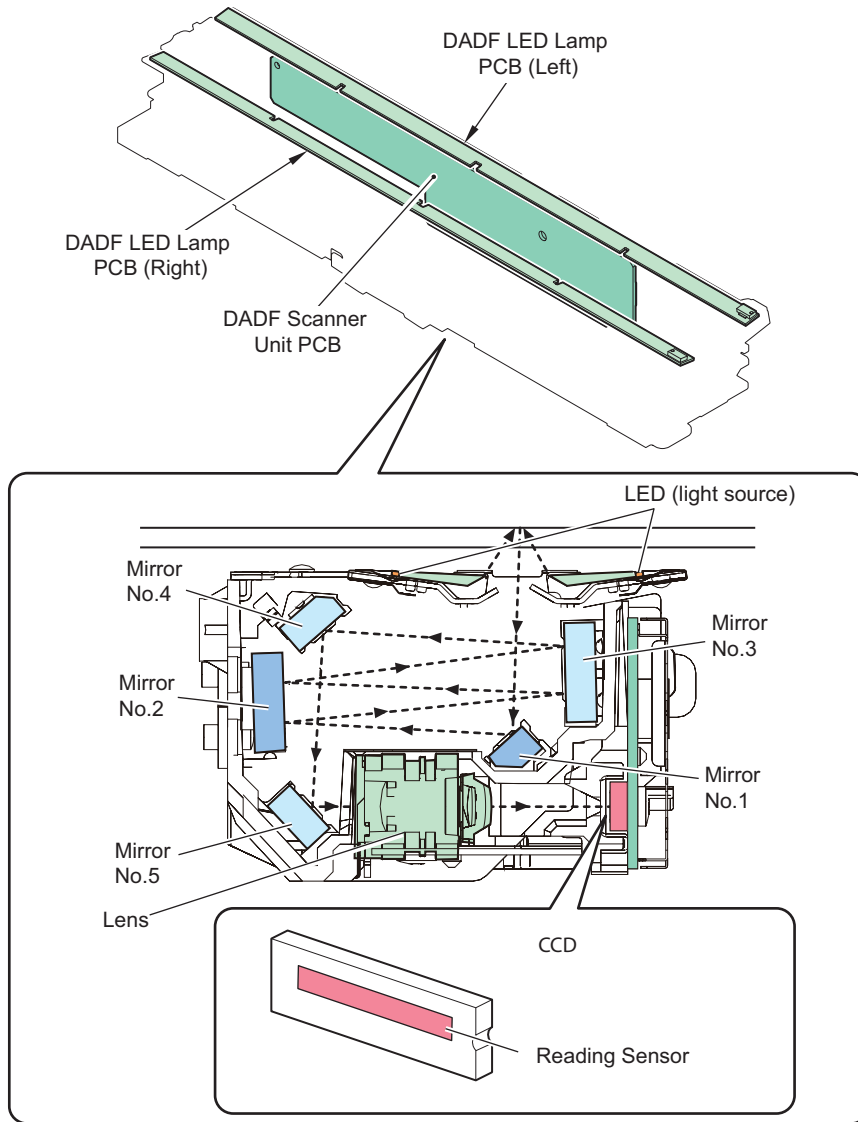 DADF LED Lamp
PCB (Left)
DADF LED Lamp
PCB (Right)
DADF Scanner
Unit PCB
LED (light source)
Mirror
No.4
Mirror
No.3
Mirror
No.2
Mirror
No.1
Mirror
No.5
Lens
CCD
Reading Sensor